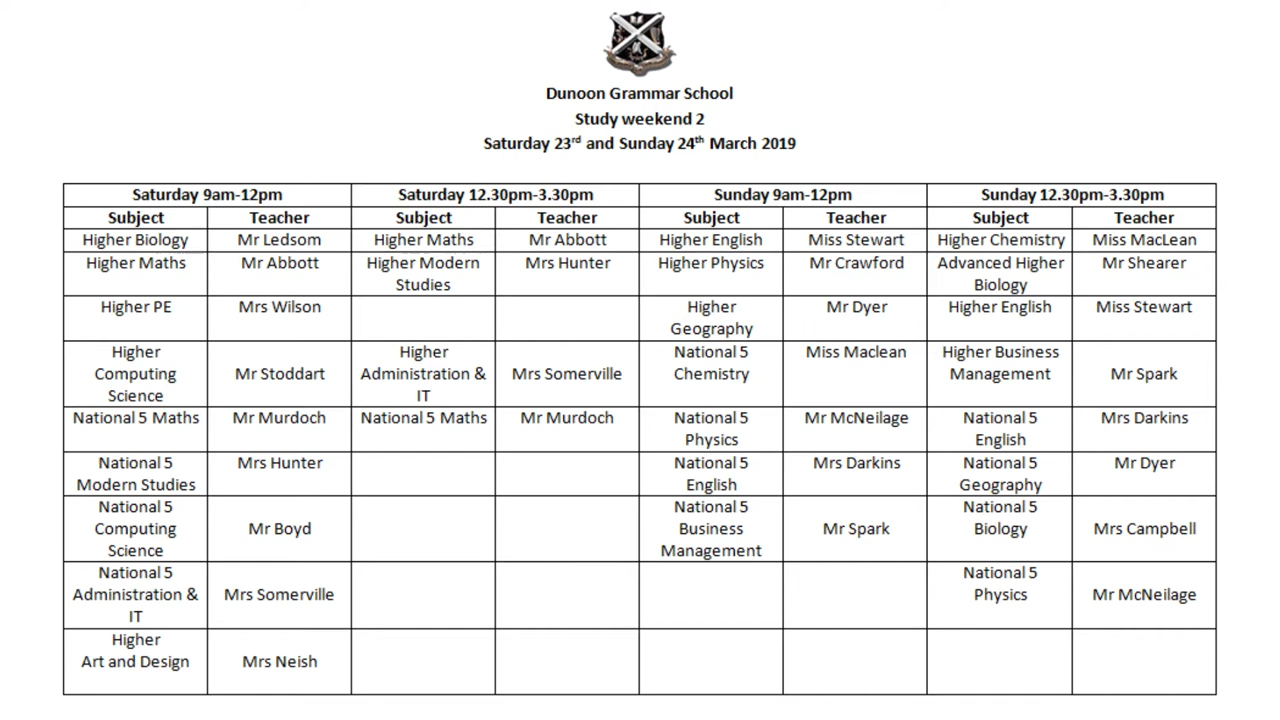 Dunoon Grammar School
Study weekend 2
Saturday 23rd and Sunday 24th March 2019
Saturday 9am-12pm Saturday 12.30pm-3.30pm Sunday 9am-12pm Sunday 12.30pm-3.30pm
Subject Teacher Subject Teacher Subject Teacher Subject Teacher
Higher Biology Mr Ledsom Higher Maths Mr Abbott Higher English Miss Stewart Higher Chemistry Miss MacLean
Higher Maths Mr Abbott Higher Modern Mrs Hunter Higher Physics Mr Crawford Advanced Higher Mr Shearer
Studies Biology
Higher PE Mrs Wilson Higher Mr Dyer Higher English Miss Stewart
Geography
Higher Higher National 5 Miss Maclean Higher Business
Computing Mr Stoddart Administration & Mrs Somerville Chemistry Management Mr Spark
Science IT
National 5 Maths Mr Murdoch National 5 Maths Mr Murdoch National 5 Mr McNeilage National 5 Mrs Darkins
Physics English
National 5 Mrs Hunter National 5 Mrs Darkins National 5 Mr Dyer
Modern Studies English Geography
National 5 National 5 National 5
Computing Mr Boyd Business Mr Spark Biology Mrs Campbell
Science Management
National 5 National 5
Administration & Mrs Somerville Physics Mr McNeilage
IT
Higher
Art and Design Mrs Neish